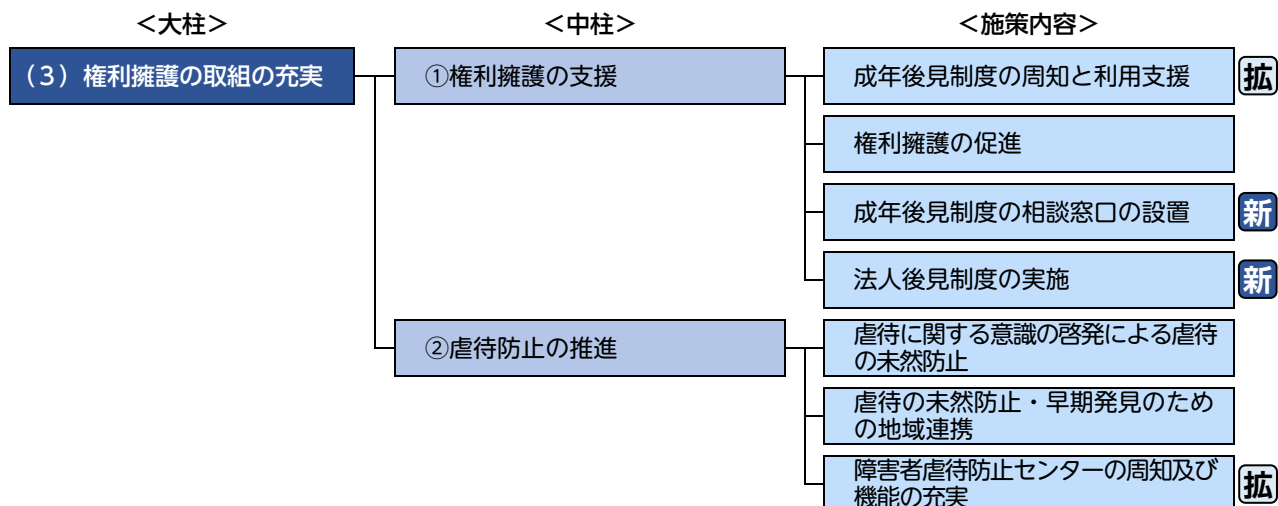 ＜大柱＞
＜中柱＞
＜施策内容＞
（３）権利擁護の取組の充実
①権利擁護の支援
成年後見制度の周知と利用支援
拡
権利擁護の促進
成年後見制度の相談窓口の設置
新
法人後見制度の実施
新
②虐待防止の推進
虐待に関する意識の啓発による虐待
の未然防止
虐待の未然防止・早期発見のため
の地域連携
障害者虐待防止センターの周知及び
機能の充実
拡